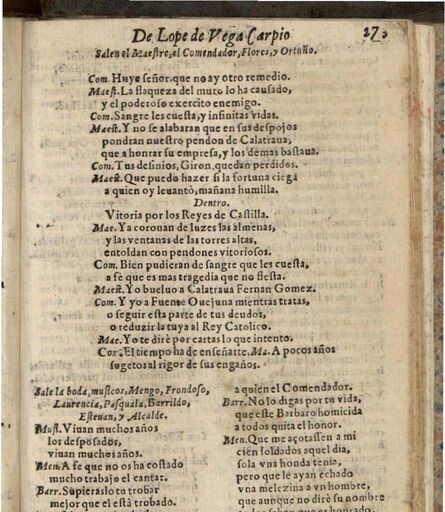 De Lope de Vega Carpio 273
Salen el Maestre, el Comendador, Flores, y Ortuño.
Com. Huye señor. que no ay otro remedio.
Maest. La flaqueza del muro lo ha causado,
y el poderoso exercito enemigo.
Com. Sangre les cuesta, y infinitas vidas.
Maest. Y no se alabaran que en sus despojos
pondran nuestro pendon de Calatraua,
que a honrar su empresa, y los demas bastaua.
Com. Tus desinios, Giron, quedan perdidos.
Maest. Que puedo hazer si la fortuna ciega
a quien oy leuantò, mañana humilla.
Dentro.
Vitoria por los Reyes de Castilla.
Mae. Ya coronan de luzes las almenas,
y las ventanas de las torres altas,
entoldan con pendones vitoriosos.
Com. Bien pudieran de sangre que les cuesta,
a fe que es mas tragedia que no fiesta.
Maest. Yo bueluo a Calatraua Fernan Gomez.
Com. Y yo a Fuente Ouejuna mientras tratas,
o seguir esta parte de tus deudos,
o reduzir la tuya al Rey Catolico.
Mae. Yo te dirè por cartas lo que intento.
Com. El tiempo ha de enseñarte. Ma. A pocos años
sugetos al rigor de sus engaños.
Sale la boda, musicos, Mengo, Frondoso,
Laurencia, Pasquala, Barrildo,
Esteuan, y Alcalde.
Musi. Viuan muchos años
los desposados,
viuan muchos años.
Men. A fe que no os ha costado
mucho trabajo el cantar.
Barr. Supieraslo tu trobar
mejor que el està trobado.
a quien el Comendador.
Barr. No lo digas por tu vida,
que este Barbaro homicida
a todos quita el honor.
Men. Que me açotassen a mi
cien soldados aquel dia,
sola vna honda tenia,
pero que le ayan echado
vna melezina a vn hombre,
que aunque no dirè su nombre